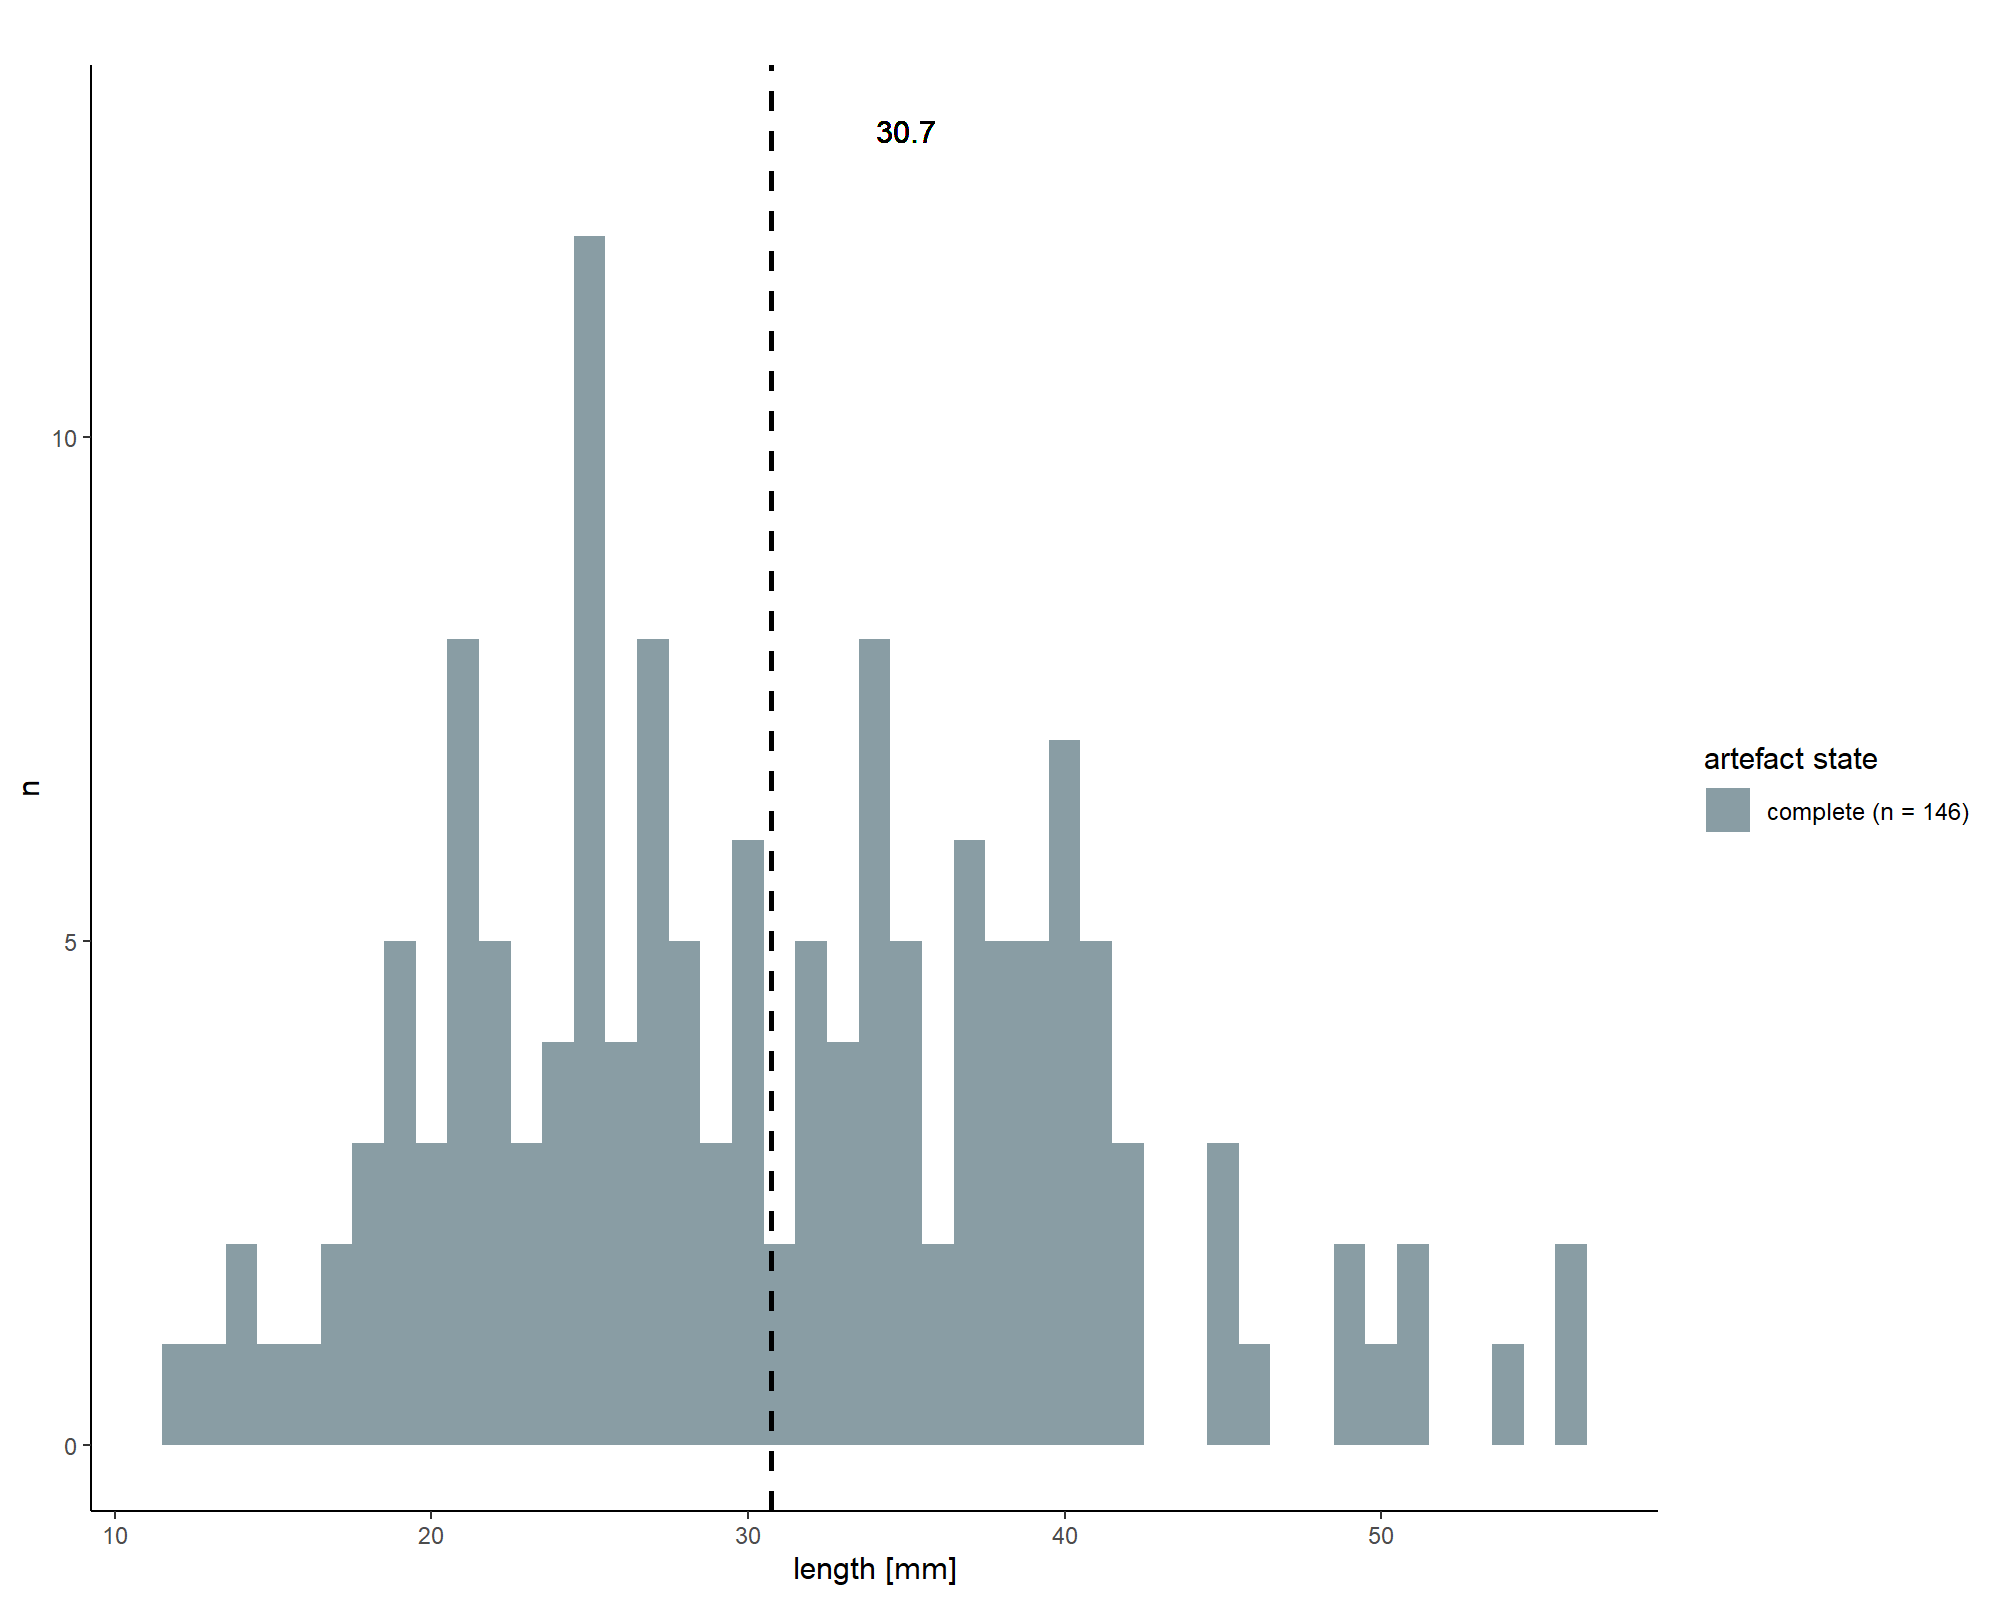 30.7
10
5
0
n
10 20 30 40 50
length [mm]
artefact state
complete (n = 146)